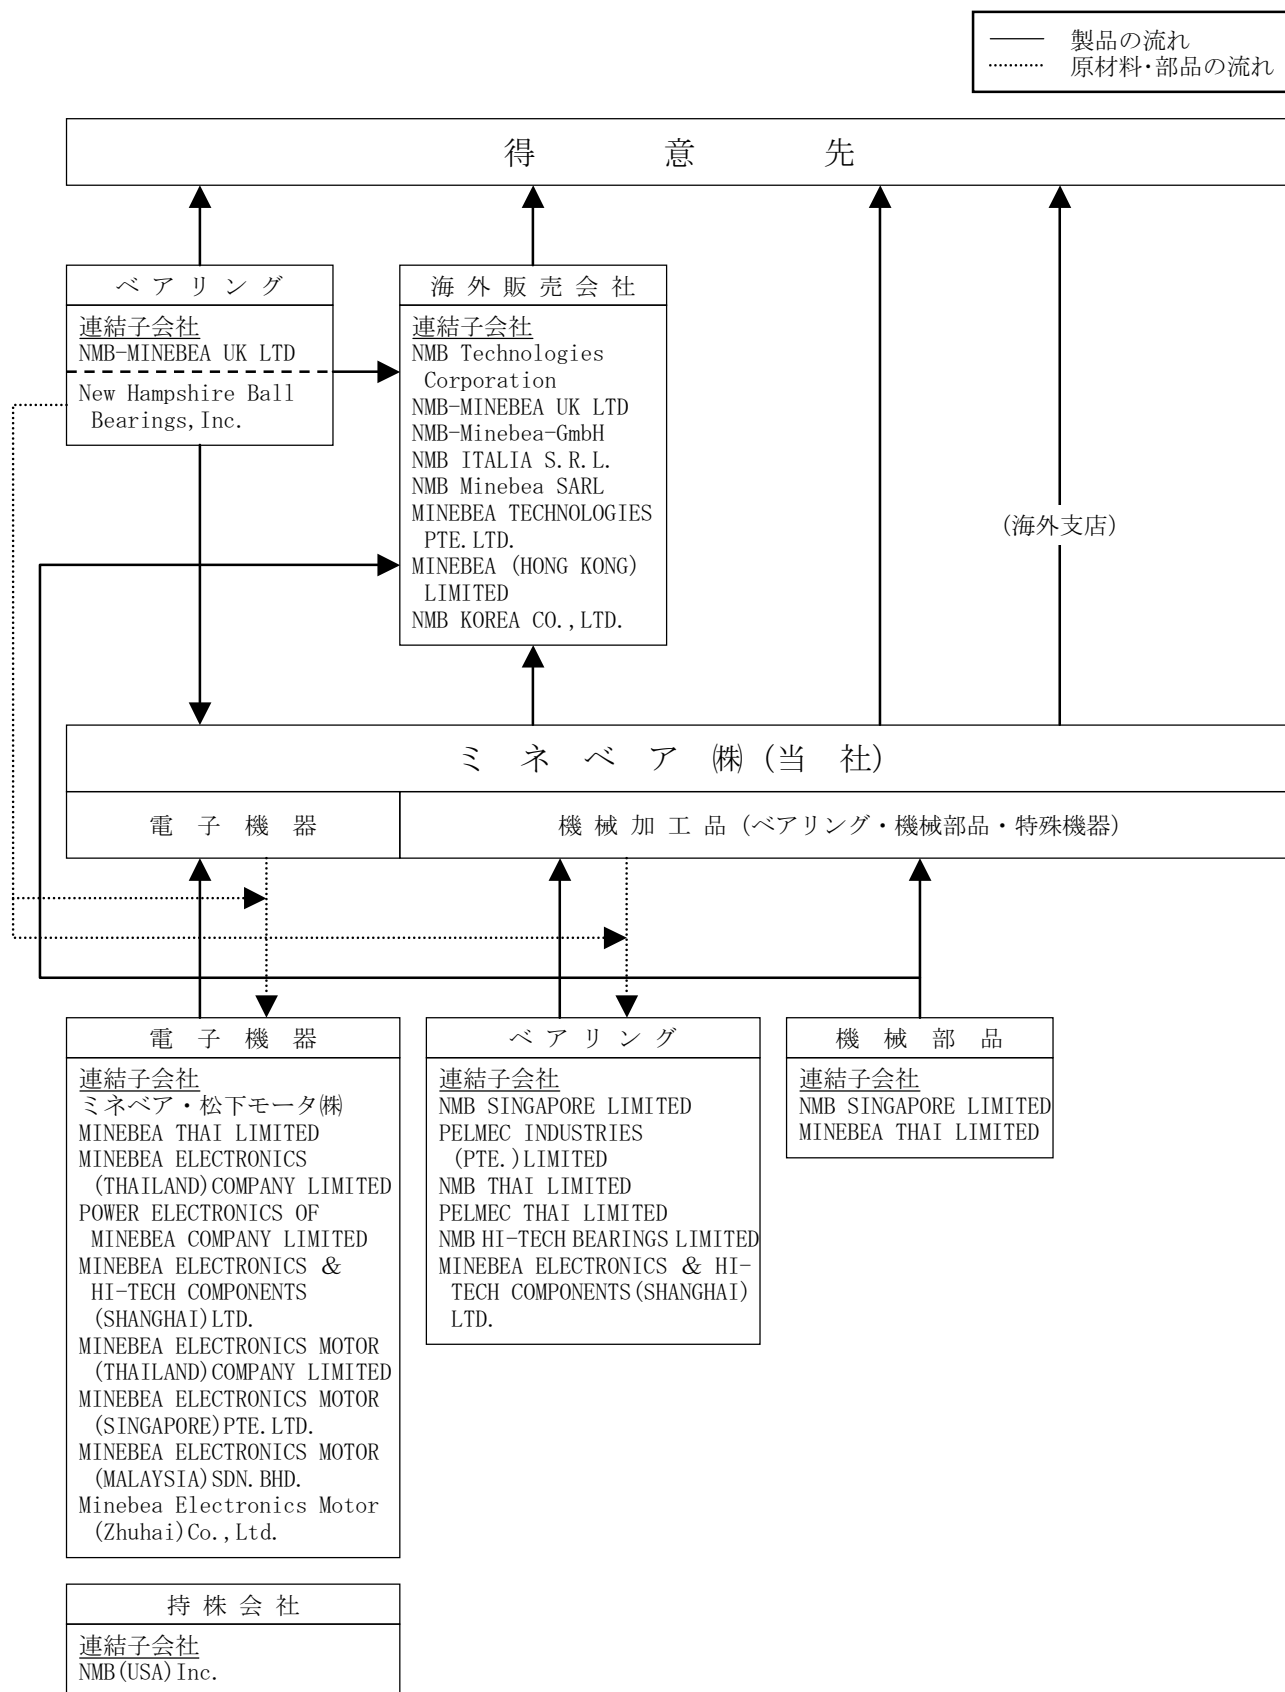 製品の流れ
原材料・部品の流れ
得意先
ベアリング
連結子会社
NMB-MINEBEA UK LTD
New Hampshire Ball
Bearings,Inc.
海外販売会社
連結子会社
NMB Technologies
Corporation
NMB-MINEBEA UK LTD
NMB-Minebea-GmbH
NMB ITALIA S.R.L.
NMB Minebea SARL
MINEBEA TECHNOLOGIES
PTE.LTD.
MINEBEA (HONG KONG)
LIMITED
NMB KOREA CO.,LTD.
(海外支店)
ミネベア㈱(当社)
電子機器
機械加工品(ベアリング・機械部品・特殊機器)
電子機器
連結子会社
ミネベア・松下モータ㈱
MINEBEA THAI LIMITED
MINEBEA ELECTRONICS
(THAILAND)COMPANY LIMITED
POWER ELECTRONICS OF
MINEBEA COMPANY LIMITED
MINEBEA ELECTRONICS &
HI-TECH COMPONENTS
(SHANGHAI)LTD.
MINEBEA ELECTRONICS MOTOR
(THAILAND)COMPANY LIMITED
MINEBEA ELECTRONICS MOTOR
(SINGAPORE)PTE.LTD.
MINEBEA ELECTRONICS MOTOR
(MALAYSIA)SDN.BHD.
Minebea Electronics Motor
(Zhuhai)Co.,Ltd.
ベアリング
連結子会社
NMB SINGAPORE LIMITED
PELMEC INDUSTRIES
(PTE.)LIMITED
NMB THAI LIMITED
PELMEC THAI LIMITED
NMB HI-TECH BEARINGS LIMITED
MINEBEA ELECTRONICS & HI-
TECH COMPONENTS(SHANGHAI)
LTD.
機械部品
連結子会社
NMB SINGAPORE LIMITED
MINEBEA THAI LIMITED
持株会社
連結子会社
NMB(USA)Inc.